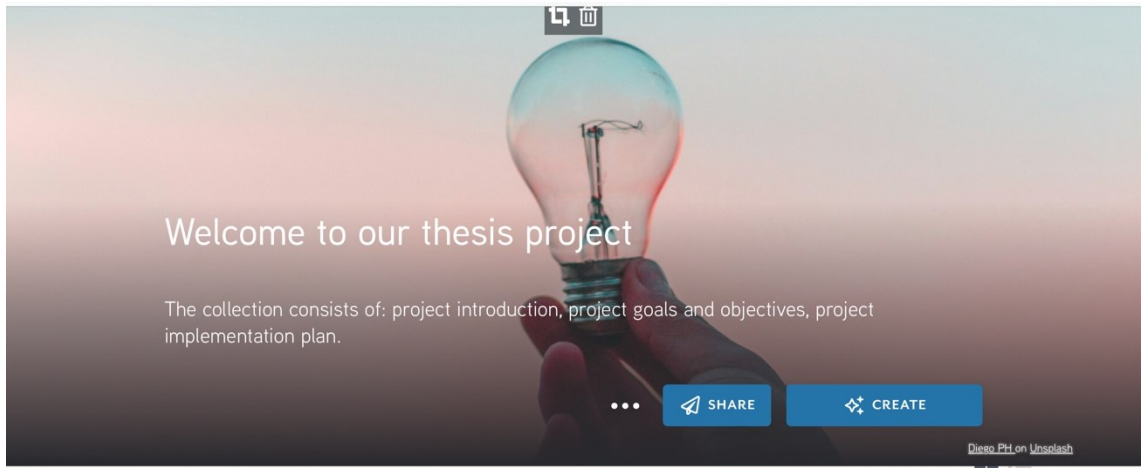 Welcome to our thesis project
The collection consists of: project introduction, project goals and objectives, project
implementation plan.
SHARE
CREATE
Diego PH on Unsplash